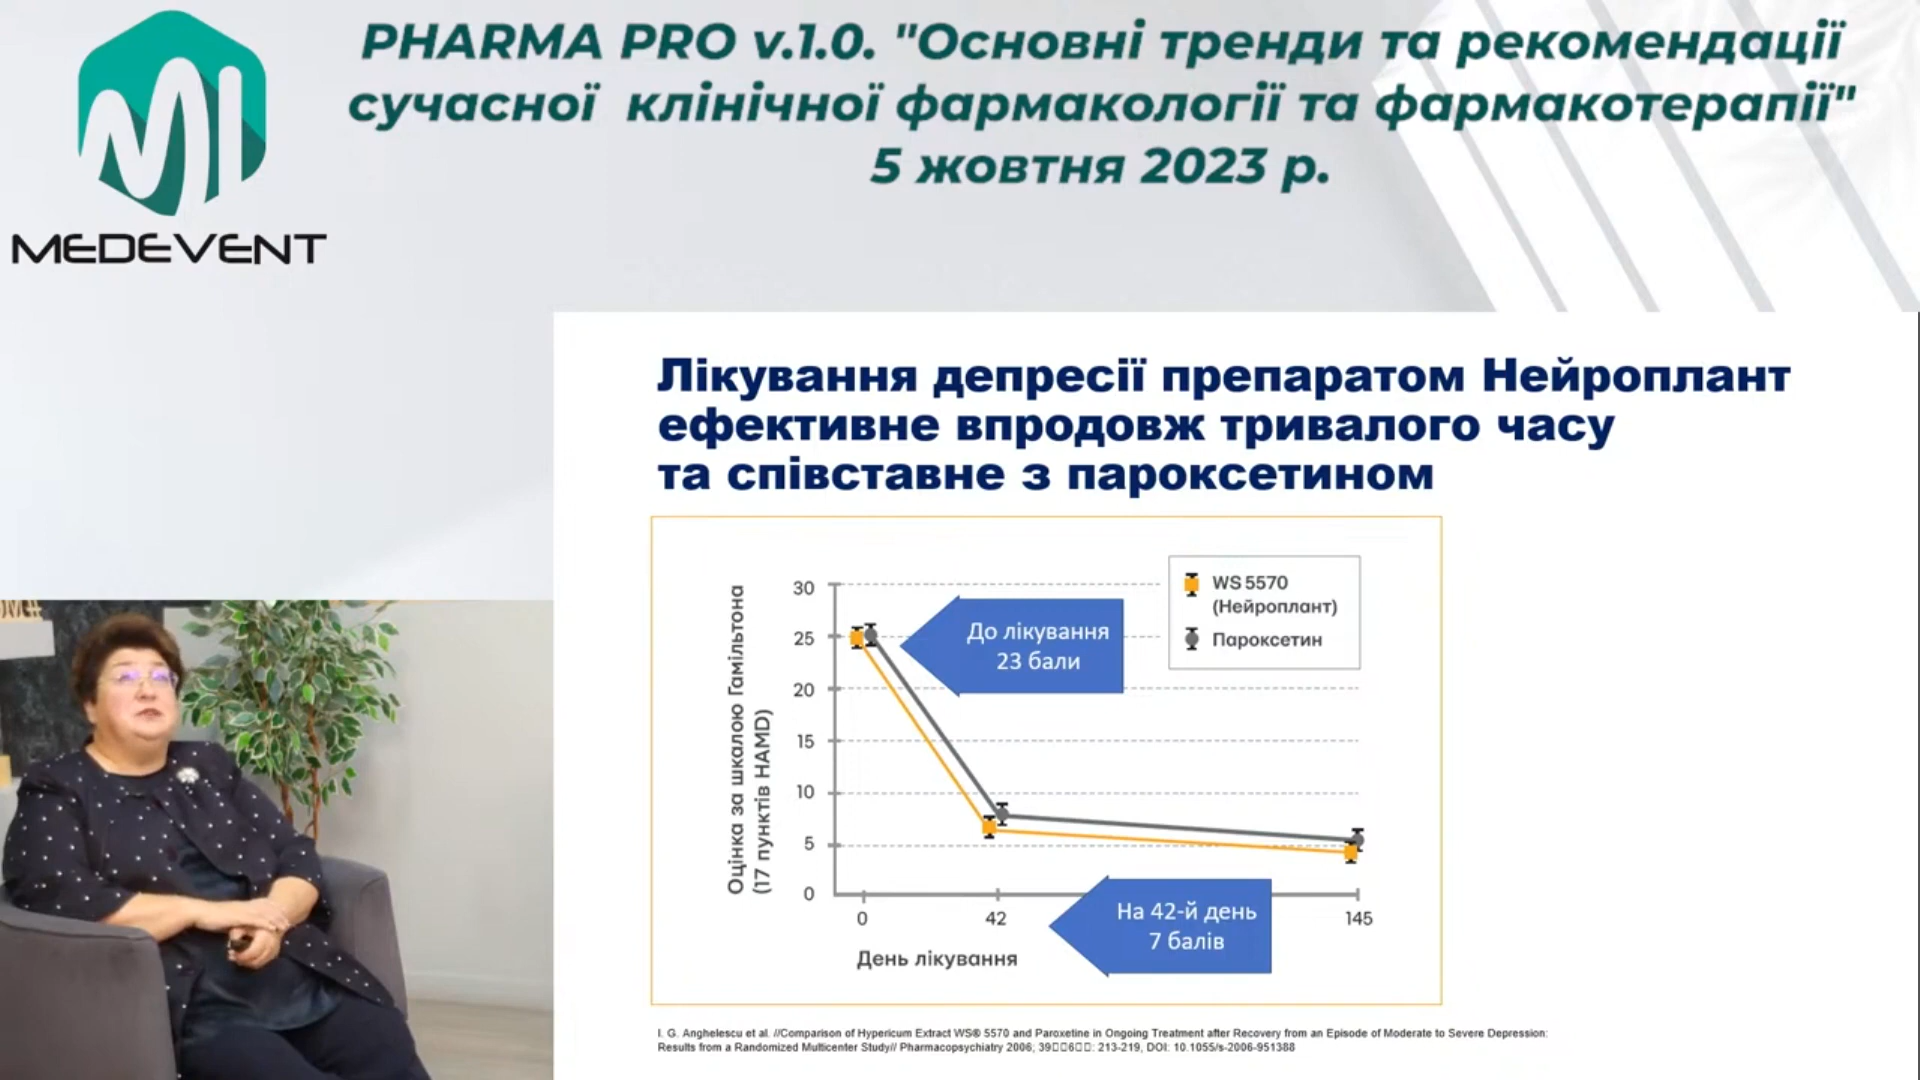 PHARMA PRO v.1.0. "Основні тренди та рекомендації
сучасної клінічної фармакології та фармакотерапії"
5 жовтня 2023 р.
MEDEVENT
Лікування депресії препаратом Нейроплант
ефективне впродовж тривалого часу
та співставне з пароксетином
Оцінка за шкалою Гамільтона
(17 пунктів HAMD)
30
25
20
15
10
5
0
До лікування
23 бали
WS 5570
(Нейроплант)
Пароксетин
0
42
145
На 42-й день
7 балів
День лікування
I. G. Anghelescu et al. //Comparison of Hypericum Extract WS® 5570 and Paroxetine in Ongoing Treatment after Recovery from an Episode of Moderate to Severe Depression:
Results from a Randomized Multicenter Study// Pharmacopsychiatry 2006; 39□□6□□: 213-219, DOI: 10.1055/s-2006-951388